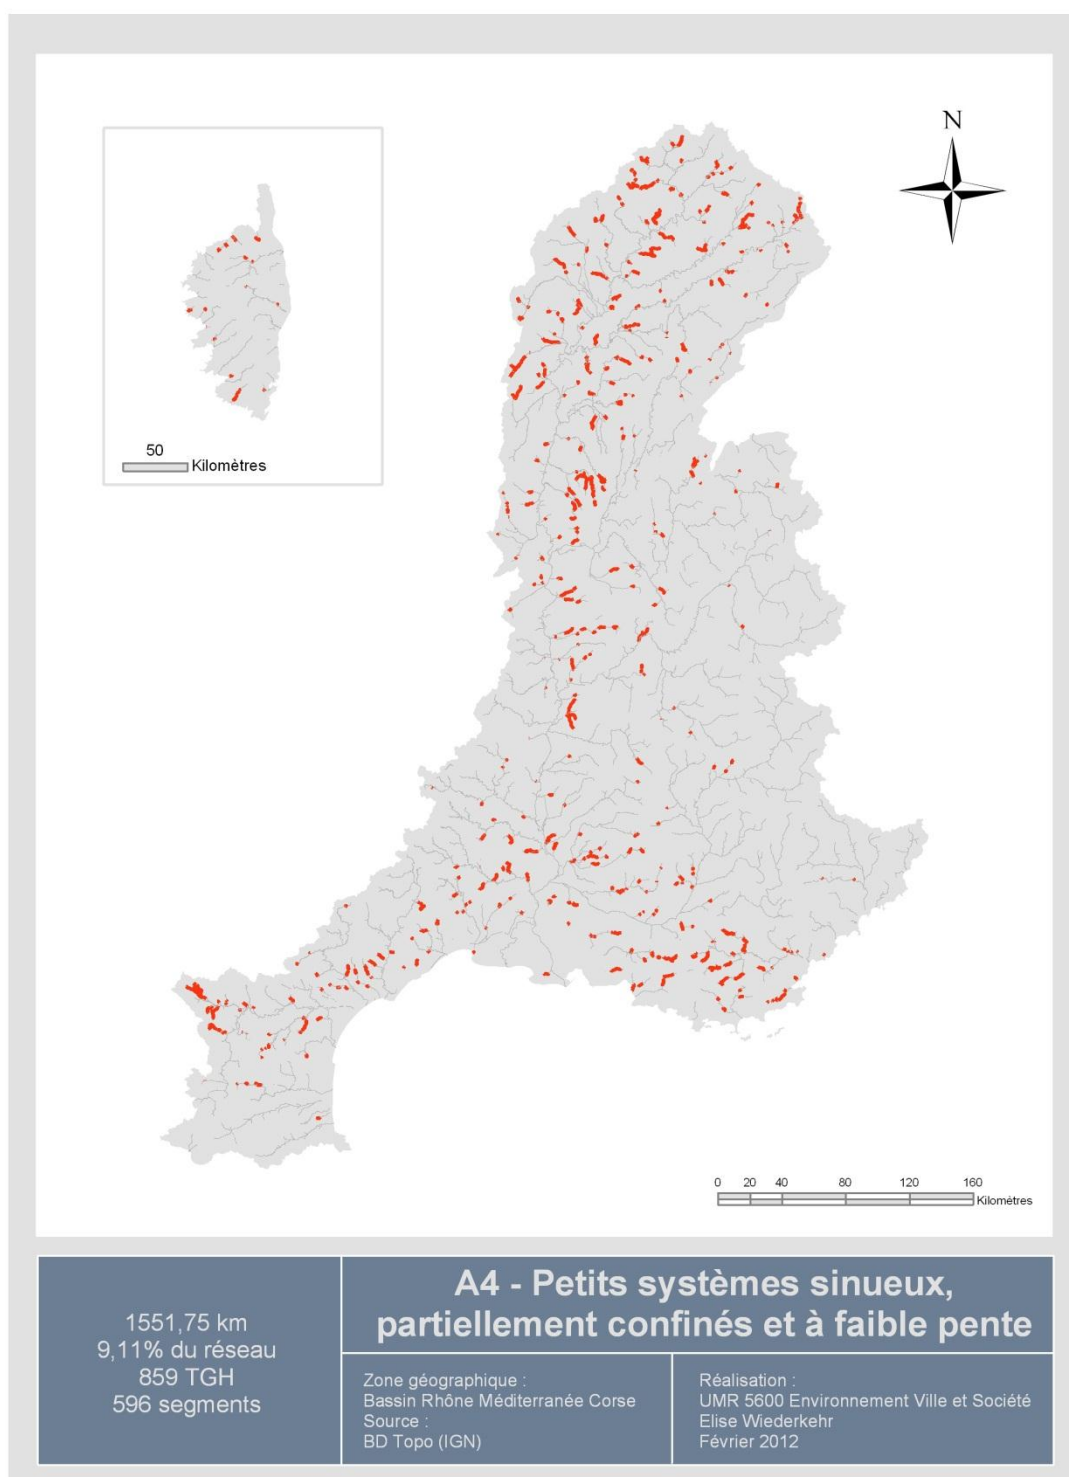 N
50
Kilomètres
0 20 40 80 120 160
Kilométres
1551,75 km
9,11% du réseau
859 TGH
596 segments
A4 - Petits systèmes sinueux,
partiellement confinés et à faible pente
Zone géographique :
Bassin Rhône Méditerranée Corse
Source :
BD Topo (IGN)
Réalisation :
UMR 5600 Environnement Ville et Société
Elise Wiederkehr
Février 2012